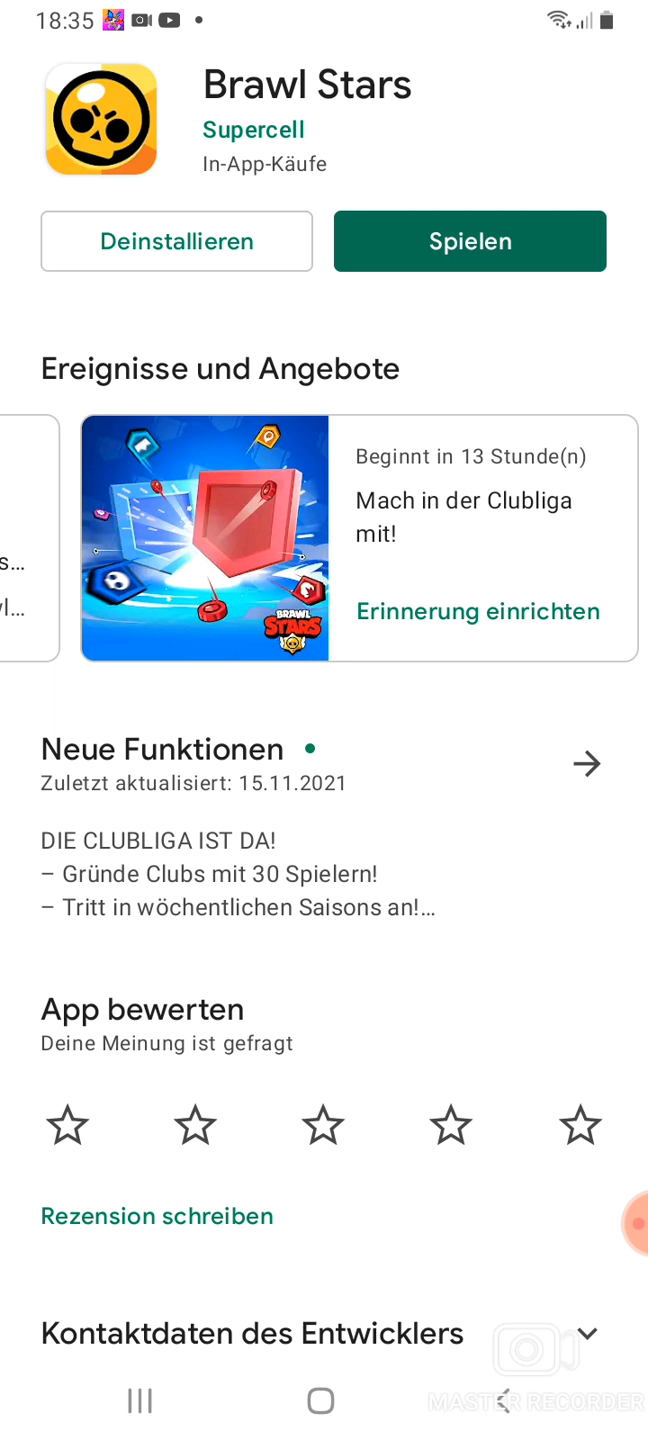 18:35
Brawl Stars
Supercell
In-App-Käufe
Deinstallieren
Spielen
Ereignisse und Angebote
s...
Beginnt in 13 Stunde(n)
Mach in der Clubliga
mit!
Erinnerung einrichten
BRAWL
STARS
Neue Funktionen
Zuletzt aktualisiert: 15.11.2021
DIE CLUBLIGA IST DA!
– Gründe Clubs mit 30 Spielern!
– Tritt in wöchentlichen Saisons an!...
App bewerten
Deine Meinung ist gefragt
Rezension schreiben
Kontaktdaten des Entwicklers
MASTER RECORDER